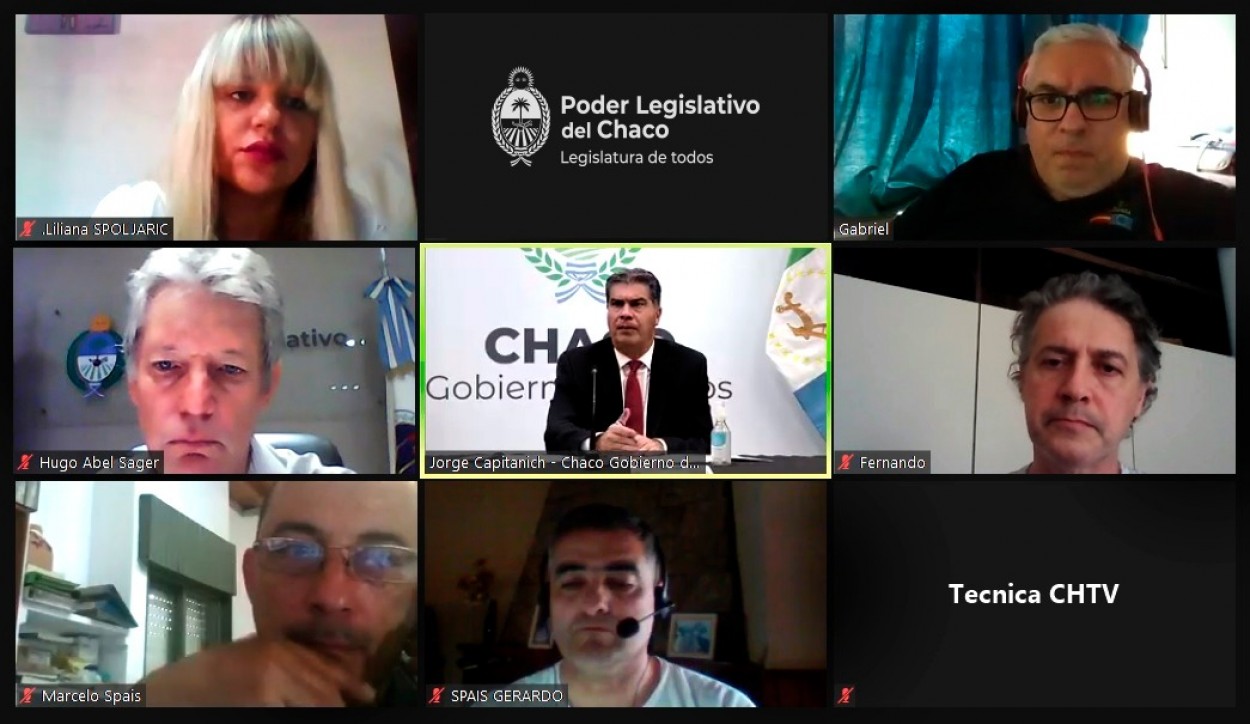 .Liliana SPOLJARIC
Poder Legislativo
del Chaco
Legislatura de todos
Gabriel
ativo
Hugo Abel Sager
CHA
Gobiern os
Jorge Capitanich - Chaco Gobierno d...
Fernando
Marcelo Spais
SPAIS GERARDO
Tecnica CHTV